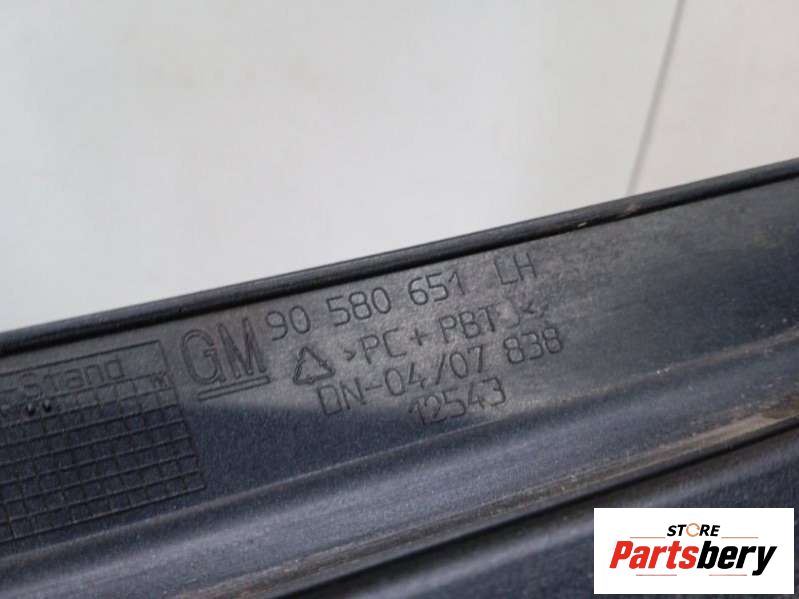 Stand
GM
90 580 651 LH
>PC+PBT<
DN-04/07 838
12543
STORE
Partsbery